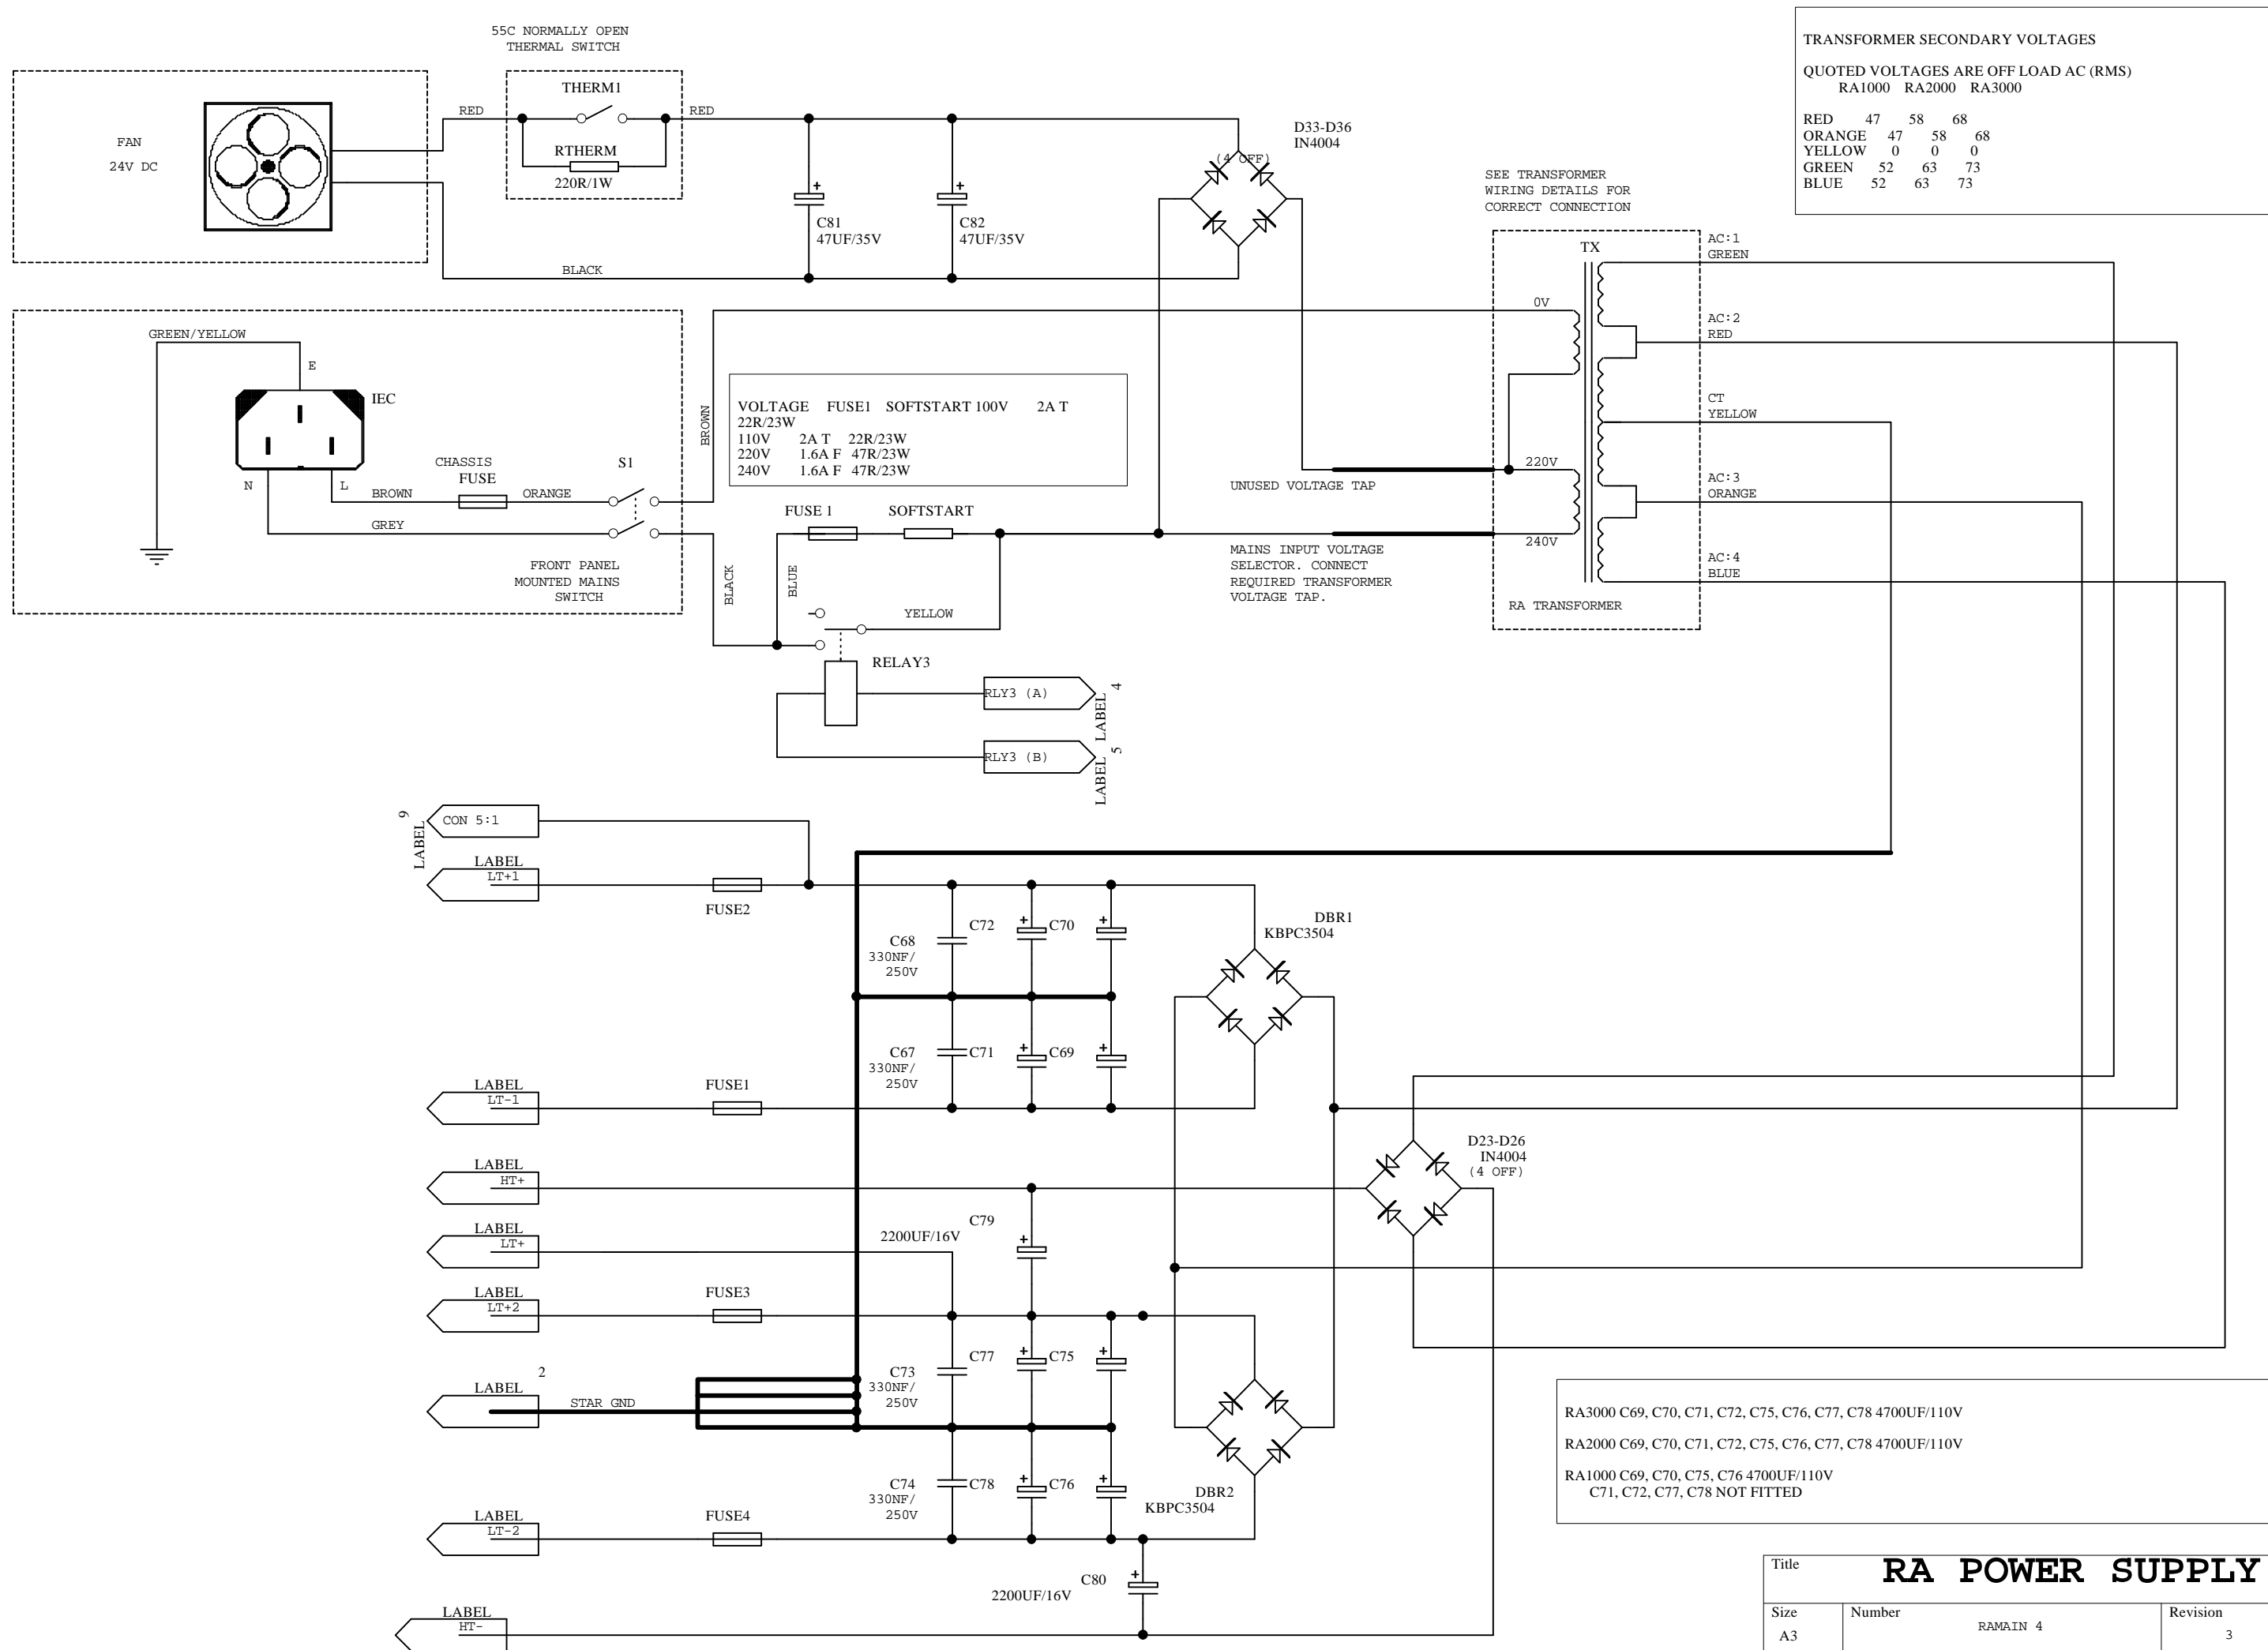 55C NORMALLY OPEN
THERMAL SWITCH
THERM1
RED
RED
RTHERM
220R/1W
FAN
24V DC
BLACK
+
C81
47UF/35V
+
C82
47UF/35V
D33-D36
IN4004
(4 OFF)
TRANSFORMER SECONDARY VOLTAGES
QUOTED VOLTAGES ARE OFF LOAD AC (RMS)
RA1000 RA2000 RA3000
RED 47 58 68
ORANGE 47 58 68
YELLOW 0 0 0
GREEN 52 63 73
BLUE 52 63 73
SEE TRANSFORMER
WIRING DETAILS FOR
CORRECT CONNECTION
TX
0V
220V
240V
RA TRANSFORMER
AC:1
GREEN
AC:2
RED
CT
YELLOW
AC:3
ORANGE
AC:4
BLUE
GREEN/YELLOW
E
IEC
N
L
BROWN
CHASSIS
FUSE
ORANGE
S1
GREY
FRONT PANEL
MOUNTED MAINS
SWITCH
BROWN
BLACK
VOLTAGE FUSE1 SOFTSTART 100V 2A T
22R/23W
110V 2A T 22R/23W
220V 1.6A F 47R/23W
240V 1.6A F 47R/23W
FUSE 1
SOFTSTART
BLUE
YELLOW
UNUSED VOLTAGE TAP
MAINS INPUT VOLTAGE
SELECTOR. CONNECT
REQUIRED TRANSFORMER
VOLTAGE TAP.
RELAY3
RLY3 (A)
LABEL 4
RLY3 (B)
LABEL 5
LABEL 9
CON 5:1
LABEL
LT+1
FUSE2
C68
330NF/
250V
C72
+
C70
+
DBR1
KBPC3504
C67
330NF/
250V
C71
+
C69
+
LABEL
LT-1
FUSE1
LABEL
HT+
D23-D26
IN4004
(4 OFF)
LABEL
LT+
2200UF/16V
C79
+
LABEL
LT+2
FUSE3
C73
330NF/
250V
C77
+
C75
+
LABEL
2
STAR GND
C74
330NF/
250V
C78
+
C76
+
DBR2
KBPC3504
LABEL
LT-2
FUSE4
C80
2200UF/16V
+
LABEL
HT-
RA3000 C69, C70, C71, C72, C75, C76, C77, C78 4700UF/110V
RA2000 C69, C70, C71, C72, C75, C76, C77, C78 4700UF/110V
RA1000 C69, C70, C75, C76 4700UF/110V
C71, C72, C77, C78 NOT FITTED
Title
RA POWER SUPPLY
Size
A3
Number
RAMAIN 4
Revision
3